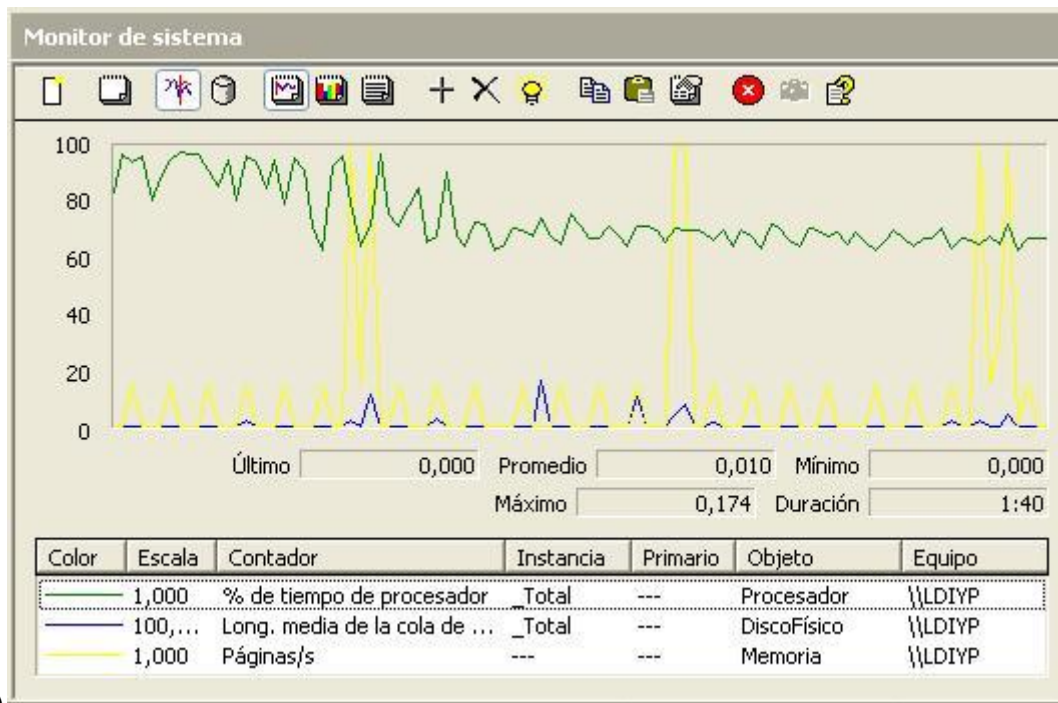 Monitor de sistema
100
80
60
40
20
0
Último 0,000 Promedio 0,010 Mínimo 0,000
Máximo 0,174 Duración 1:40
Color Escala Contador Instancia Primario Objeto Equipo
1,000 % de tiempo de procesador _Total --- Procesador \\LDIYP
100,... Long. media de la cola de ... _Total --- DiscoFísico \\LDIYP
1,000 Páginas/s --- --- Memoria \\LDIYP